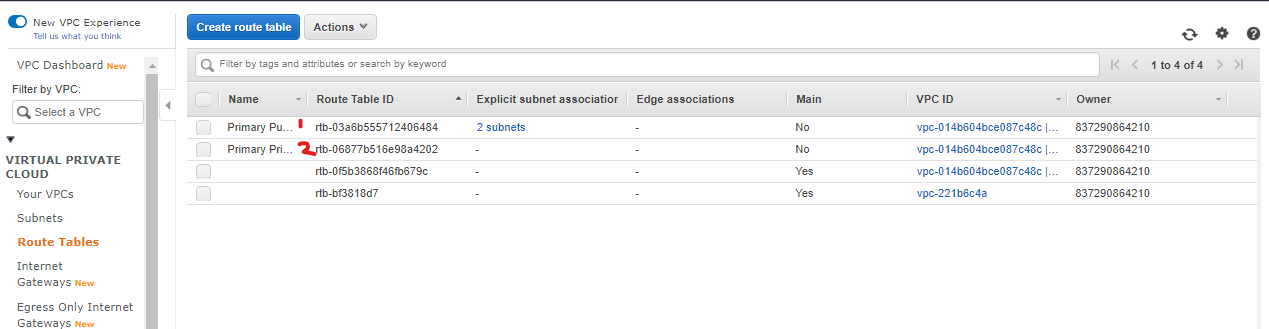 New VPC Experience
Tell us what you think
VPC Dashboard New
Filter by VPC:
Select a VPC
VIRTUAL PRIVATE
CLOUD
Your VPCs
Subnets
Route Tables
Internet
Gateways New
Egress Only Internet
Gateways New
Create route table Actions
Filter by tags and attributes or search by keyword
1 to 4 of 4
Name Route Table ID Explicit subnet association Edge associations Main VPC ID Owner
Primary Pu... 1 rtb-03a6b555712406484 2 subnets - No vpc-014b604bce087c48c |... 837290864210
Primary Pri... 2 rtb-06877b516e98a4202 - - No vpc-014b604bce087c48c |... 837290864210
rtb-0f5b3868f46fb679c - - Yes vpc-014b604bce087c48c |... 837290864210
rtb-bf3818d7 - - Yes vpc-221b6c4a 837290864210